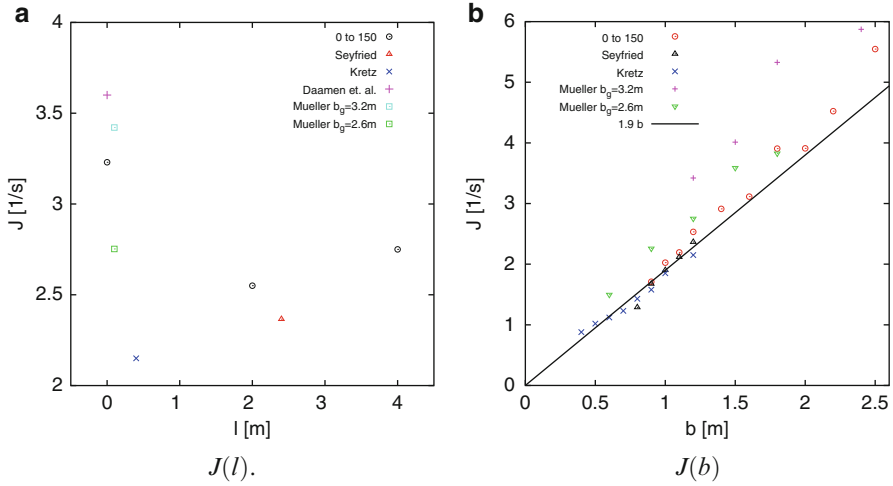 a
4
3.5
3
2.5
2
J [1/s]
0 to 150
Seyfried
Kretz
Daamen et. al.
Mueller b_g=3.2m
Mueller b_g=2.6m
0 1 2 3 4
l [m]
J(l).
b
6
5
4
3
2
1
0
J [1/s]
0 to 150
Seyfried
Kretz
Mueller b_g=3.2m
Mueller b_g=2.6m
1.9 b
0 0.5 1 1.5 2 2.5
b [m]
J(b)